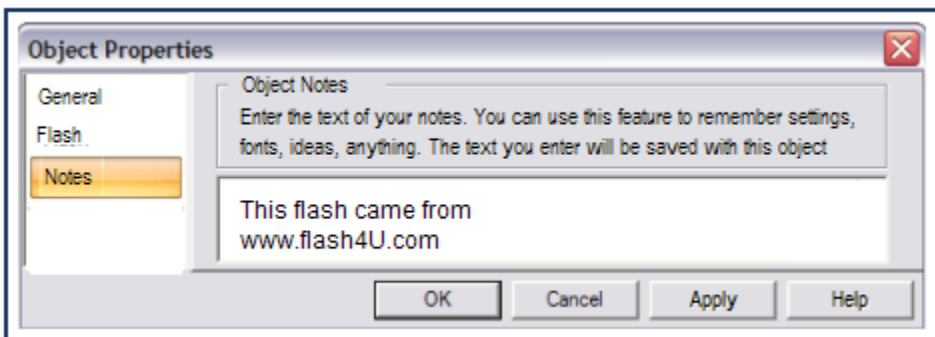 Object Properties
General
Flash
Notes
Object Notes
Enter the text of your notes. You can use this feature to remember settings,
fonts, ideas, anything. The text you enter will be saved with this object
This flash came from
www.flash4U.com
OK
Cancel
Apply
Help